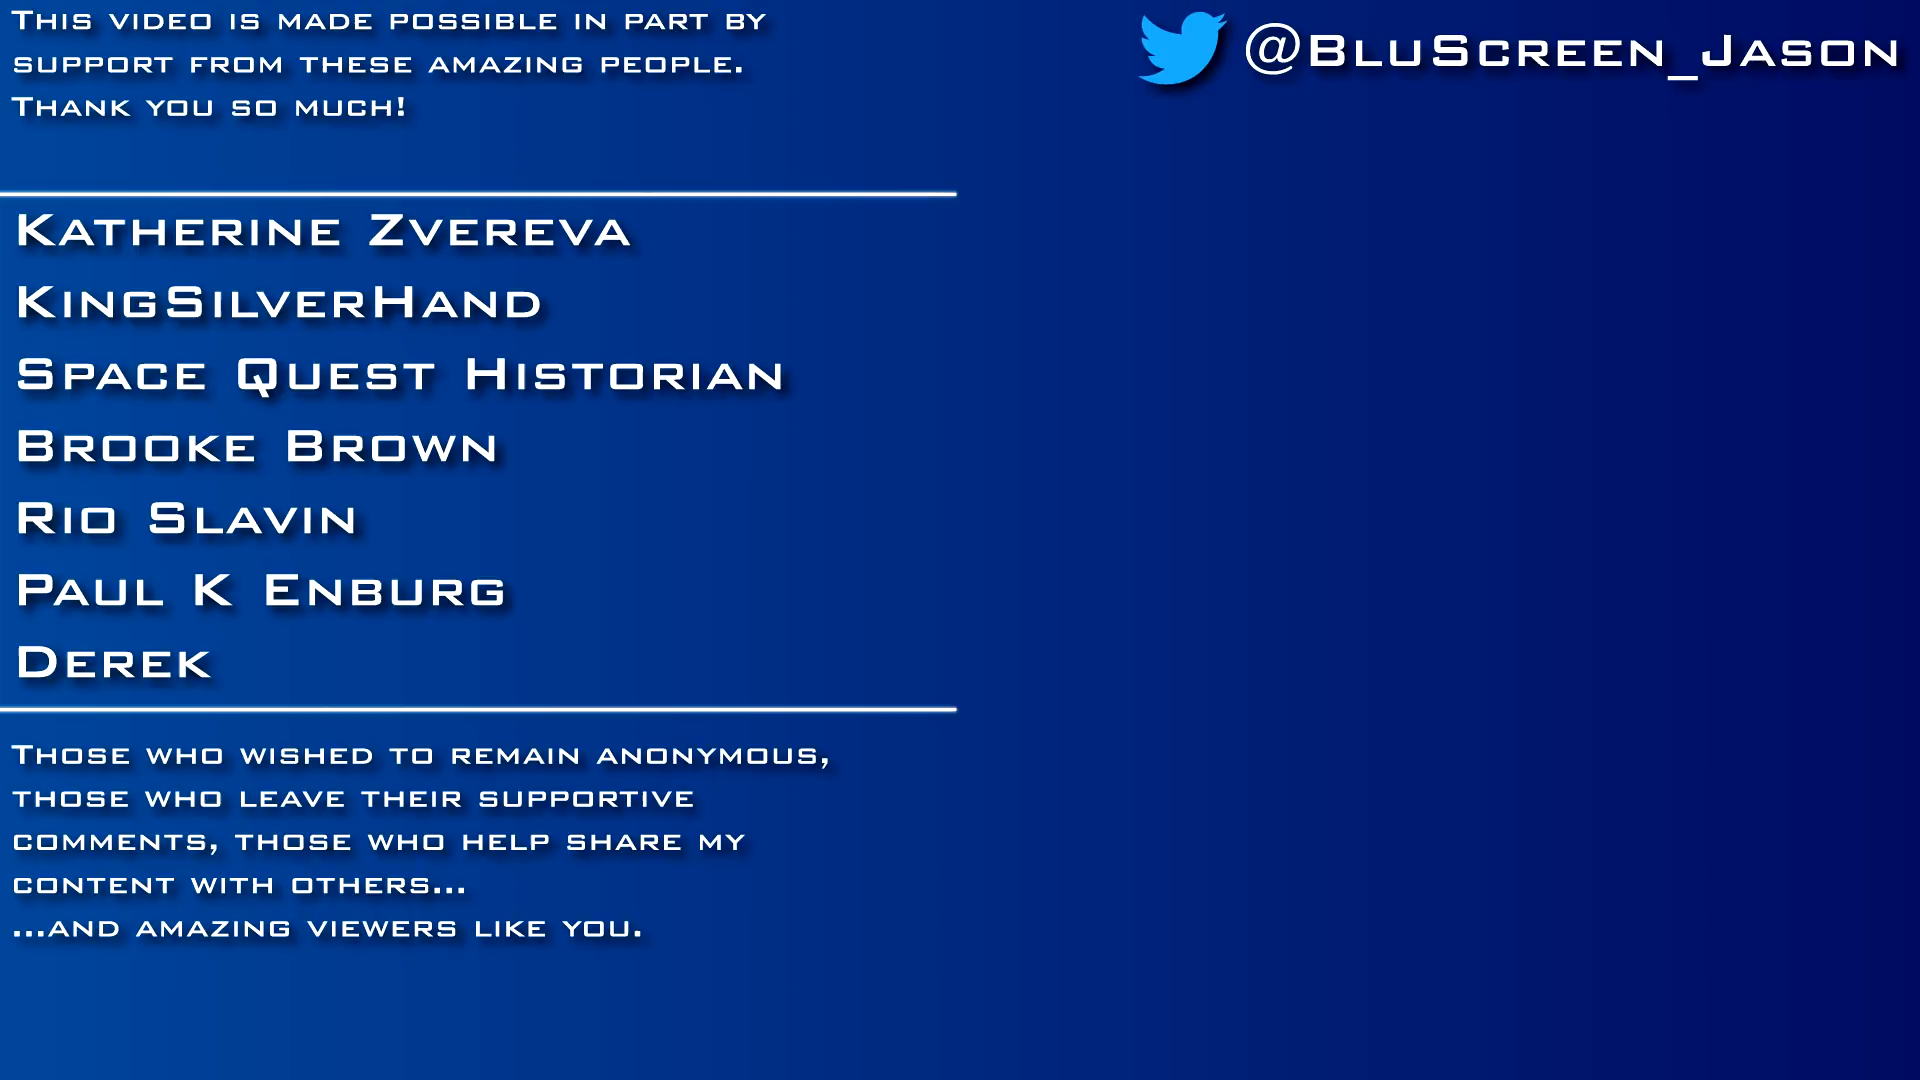 This video is made possible in part by
support from these amazing people.
Thank you so much!
@BluScreen_Jason
Katherine Zvereva
KingSilverHand
Space Quest Historian
Brooke Brown
Rio Slavin
Paul K Enburg
Derek
Those who wished to remain anonymous,
those who leave their supportive
comments, those who help share my
content with others...
...and amazing viewers like you.